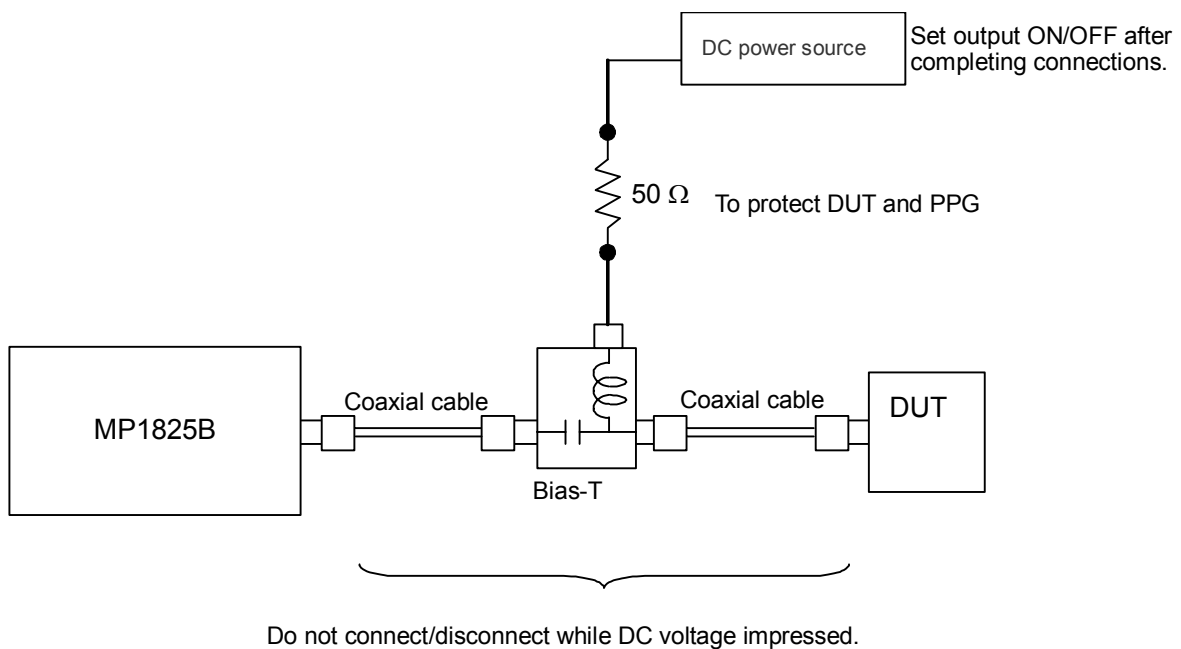 DC power source
Set output ON/OFF after
completing connections.
50 Ω
To protect DUT and PPG
MP1825B
Coaxial cable
Bias-T
Coaxial cable
DUT
Do not connect/disconnect while DC voltage impressed.